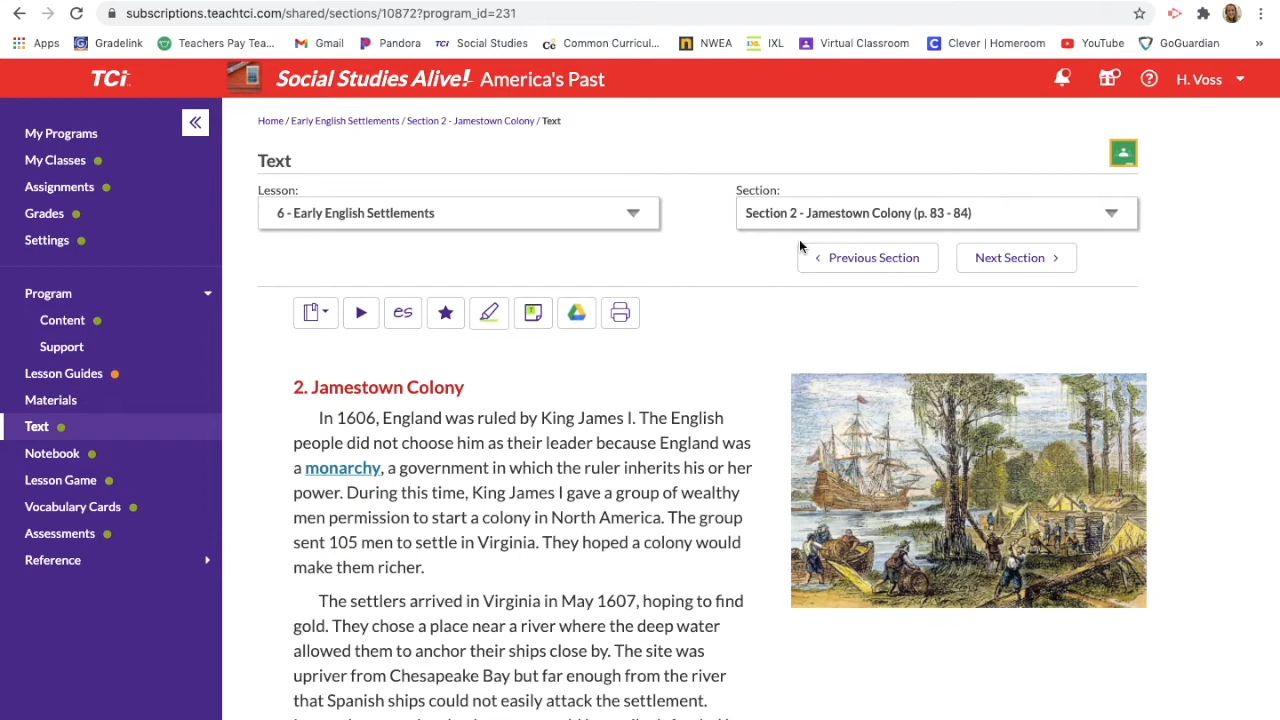 subscriptions.teachtci.com/shared/sections/10872?program_id=231
Apps Gradelink Teachers Pay Tea... Gmail Pandora TCi Social Studies Cc Common Curricul... NWEA IXL IXL Virtual Classroom Clever | Homeroom YouTube GoGuardian »
TCi Social Studies Alive! America's Past H. Voss
My Programs
My Classes
Assignments
Grades
Settings
Program
Content
Support
Lesson Guides
Materials
Text
Notebook
Lesson Game
Vocabulary Cards
Assessments
Reference
Home / Early English Settlements / Section 2 - Jamestown Colony / Text
Text
Lesson: Section:
6 - Early English Settlements Section 2 - Jamestown Colony (p. 83 - 84)
‹ Previous Section Next Section ›
es
2. Jamestown Colony
In 1606, England was ruled by King James I. The English
people did not choose him as their leader because England was
a monarchy, a government in which the ruler inherits his or her
power. During this time, King James I gave a group of wealthy
men permission to start a colony in North America. The group
sent 105 men to settle in Virginia. They hoped a colony would
make them richer.
The settlers arrived in Virginia in May 1607, hoping to find
gold. They chose a place near a river where the deep water
allowed them to anchor their ships close by. The site was
upriver from Chesapeake Bay but far enough from the river
that Spanish ships could not easily attack the settlement.